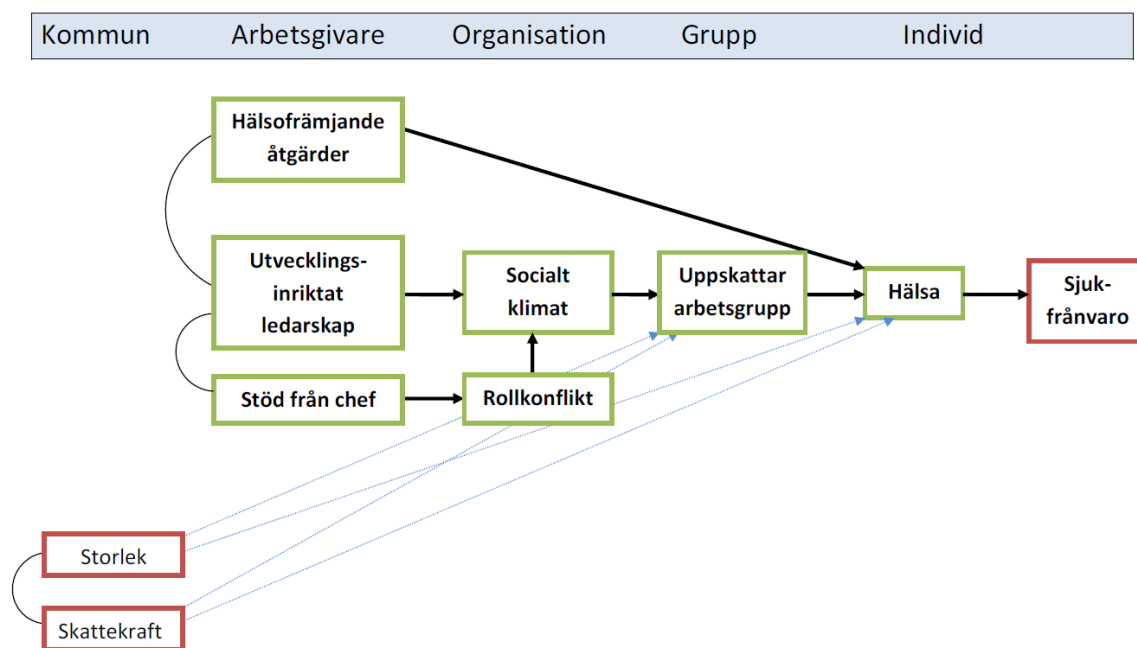 Kommun Arbetsgivare Organisation Grupp Individ
Hälsofrämjande
åtgärder
Utvecklings-
inriktat
ledarskap
Socialt
klimat
Uppskattar
arbetsgrupp
Hälsa
Sjuk-
frånvaro
Stöd från chef
Rollkonflikt
Storlek
Skattekraft